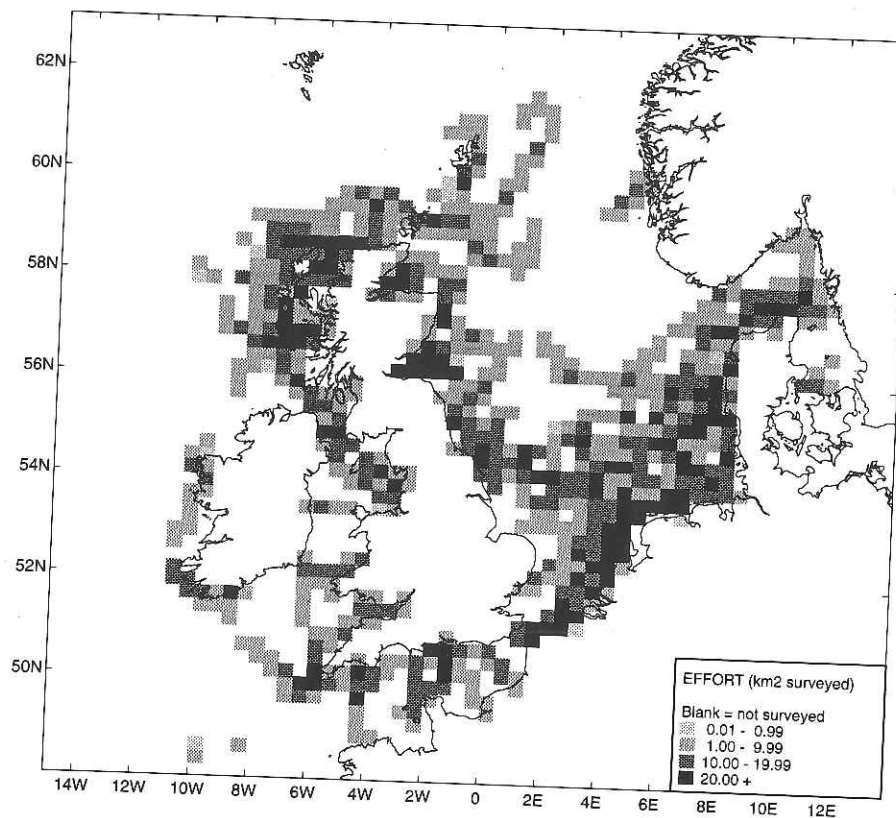 62N
60N
58N
56N
54N
52N
50N
EFFORT (km2 surveyed)
Blank = not surveyed
0.01 - 0.99
1.00 - 9.99
10.00 - 19.99
20.00 +
14W 12W 10W 8W 6W 4W 2W 0 2E 4E 6E 8E 10E 12E